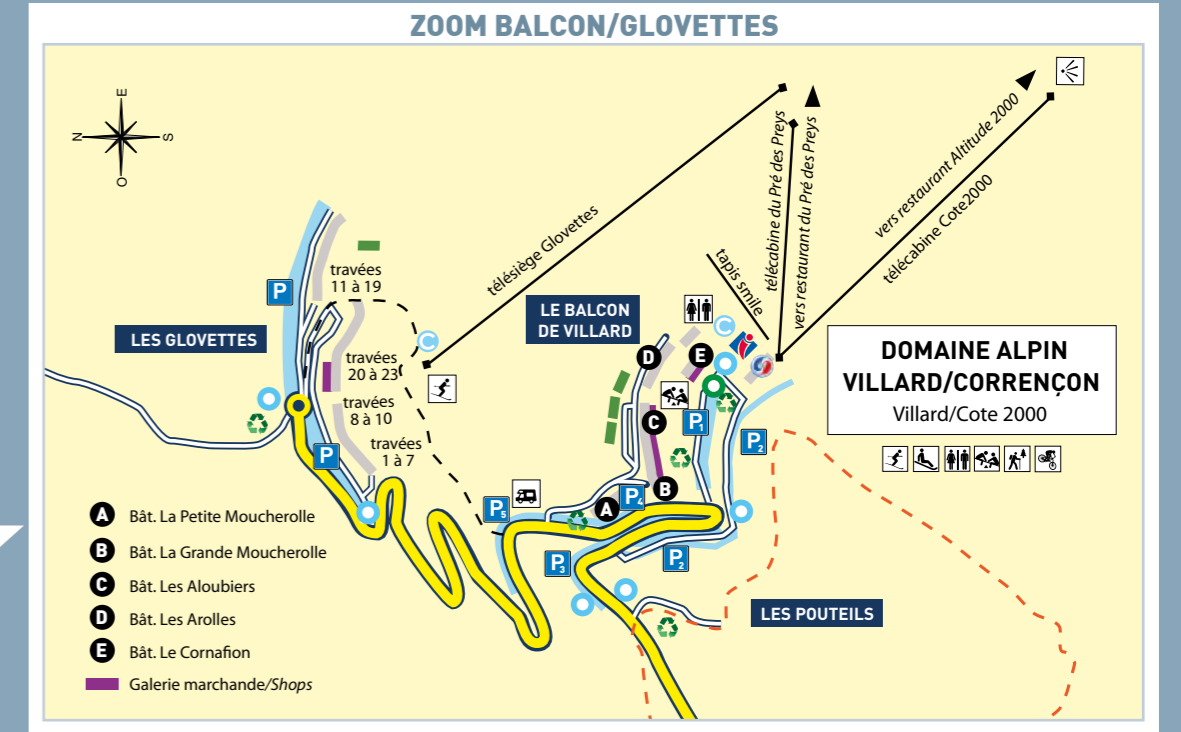 ZOOM BALCON/GLOVETTES
E
N
S
O
télésiège Glovettes
télécabine du Pré des Preys
vers restaurant du Pré des Preys
vers restaurant Altitude 2000
télécabine Cote2000
tapis smile
P
travées
11 à 19
LES GLOVETTES
LE BALCON
DE VILLARD
C
C
D
E
DOMAINE ALPIN
VILLARD/CORRENÇON
Villard/Cote 2000
travées
20 à 23
travées
8 à 10
travées
1 à 7
C
P1
P2
P
B
P4
A
P5
P3
P2
LES POUTEILS
A Bât. La Petite Moucherolle
B Bât. La Grande Moucherolle
C Bât. Les Aloubiers
D Bât. Les Arolles
E Bât. Le Cornafion
Galerie marchande/Shops